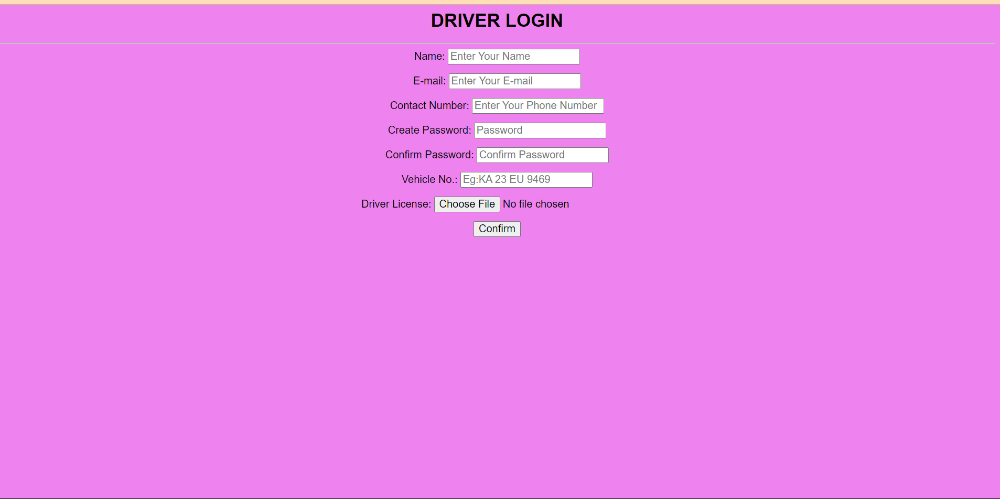 DRIVER LOGIN
Name: Enter Your Name
E-mail: Enter Your E-mail
Contact Number: Enter Your Phone Number
Create Password: Password
Confirm Password: Confirm Password
Vehicle No.: Eg:KA 23 EU 9469
Driver License: Choose File No file chosen
Confirm